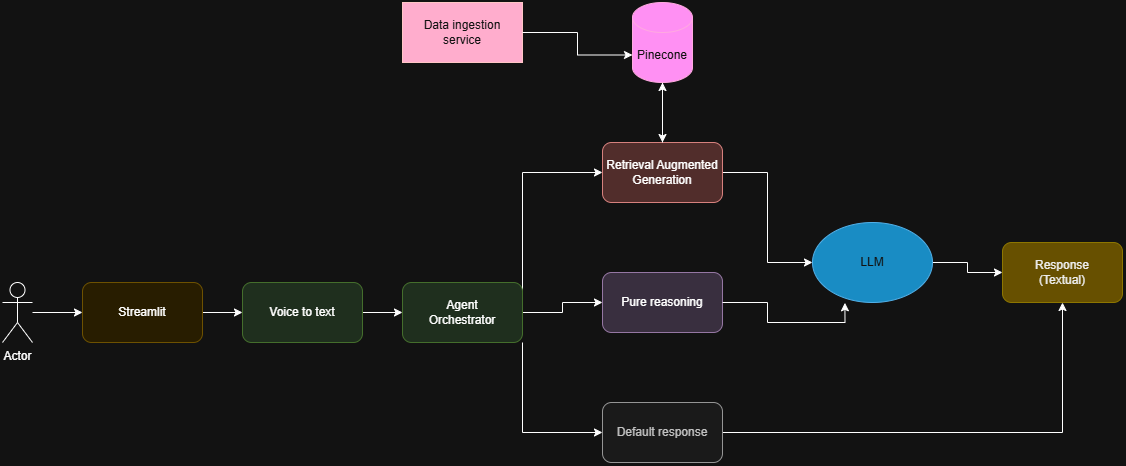 Data ingestion
service
Pinecone
Retrieval Augmented
Generation
LLM
Response
(Textual)
Actor
Streamlit
Voice to text
Agent
Orchestrator
Pure reasoning
Default response